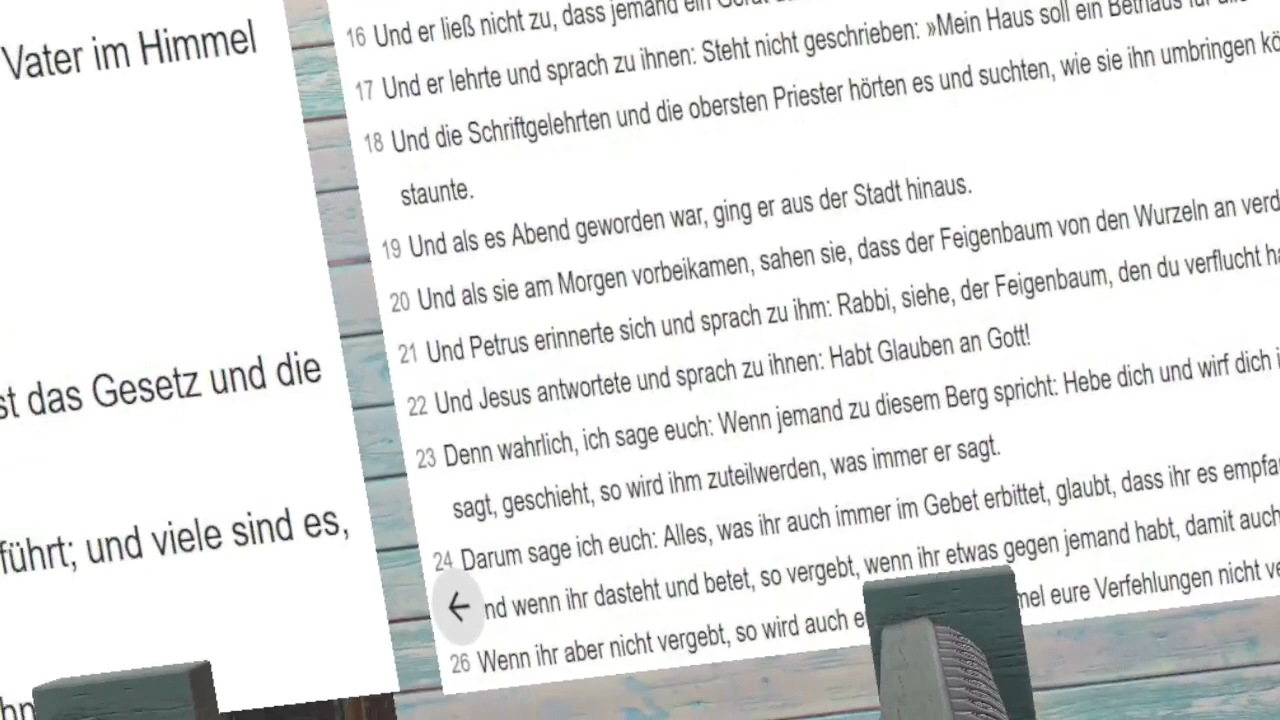 Vater im Himmel
das Gesetz und die
führt; und viele sind es,
16 Und er ließ nicht zu, dass jemand ein
17 Und er lehrte und sprach zu ihnen: Steht nicht geschrieben: »Mein Haus soll ein Bethaus für
18 Und die Schriftgelehrten und die obersten Priester hörten es und suchten, wie sie ihn umbringen
staunte.
19 Und als es Abend geworden war, ging er aus der Stadt hinaus.
20 Und als sie am Morgen vorbeikamen, sahen sie, dass der Feigenbaum von den Wurzeln an
21 Und Petrus erinnerte sich und sprach zu ihm: Rabbi, siehe, der Feigenbaum, den du verflucht
22 Und Jesus antwortete und sprach zu ihnen: Habt Glauben an Gott!
23 Denn wahrlich, ich sage euch: Wenn jemand zu diesem Berg spricht: Hebe dich und wirf dich
sagt, geschieht, so wird ihm zuteilwerden, was immer er sagt.
24 Darum sage ich euch: Alles, was ihr auch immer im Gebet erbittet, glaubt, dass ihr es
wenn ihr dasteht und betet, so vergebt, wenn ihr etwas gegen jemand habt, damit auch
26 Wenn ihr aber nicht vergebt, so wird auch eure Verfehlungen nicht